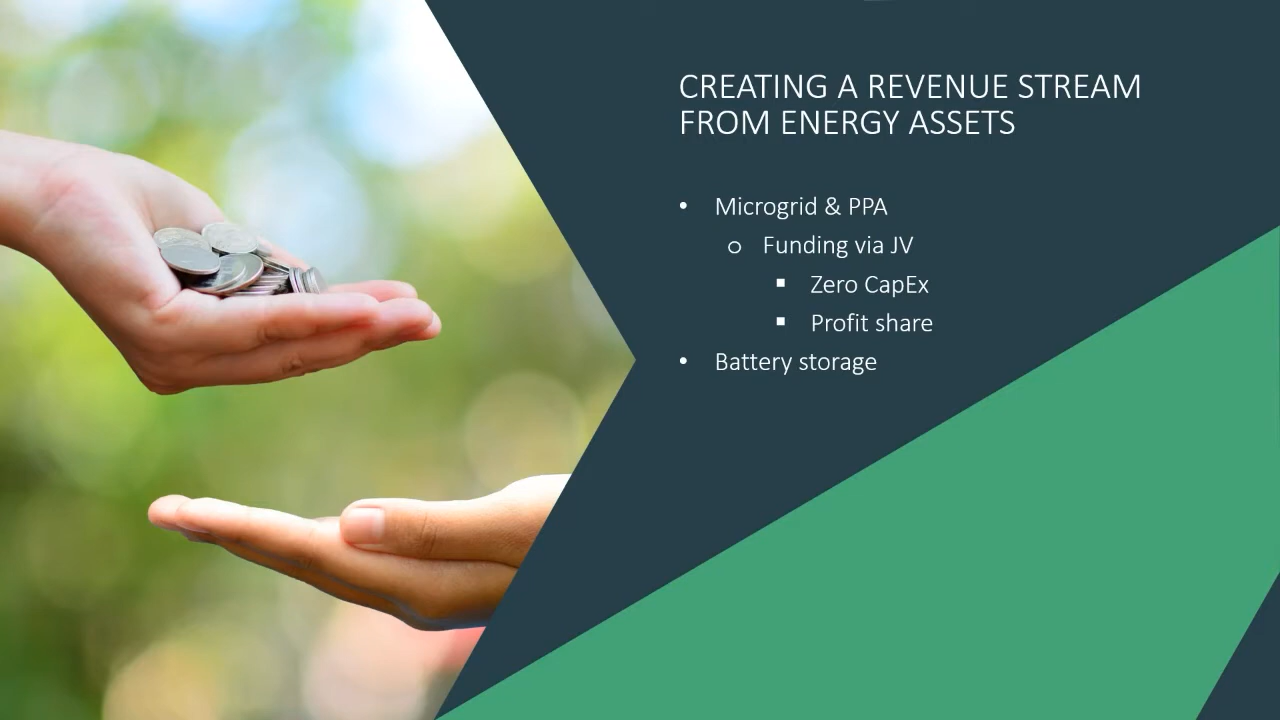 CREATING A REVENUE STREAM
FROM ENERGY ASSETS
• Microgrid & PPA
o Funding via JV
▪ Zero CapEx
▪ Profit share
• Battery storage